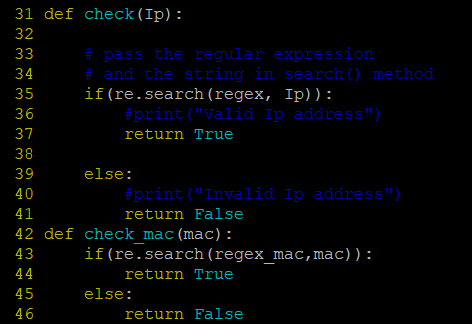 31 def check(Ip):
32
33     # pass the regular expression
34     # and the string in search() method
35     if(re.search(regex, Ip)):
36         #print("Valid Ip address")
37         return True
38
39     else:
40         #print("Invalid Ip address")
41         return False
42 def check_mac(mac):
43     if(re.search(regex_mac,mac)):
44         return True
45     else:
46         return False